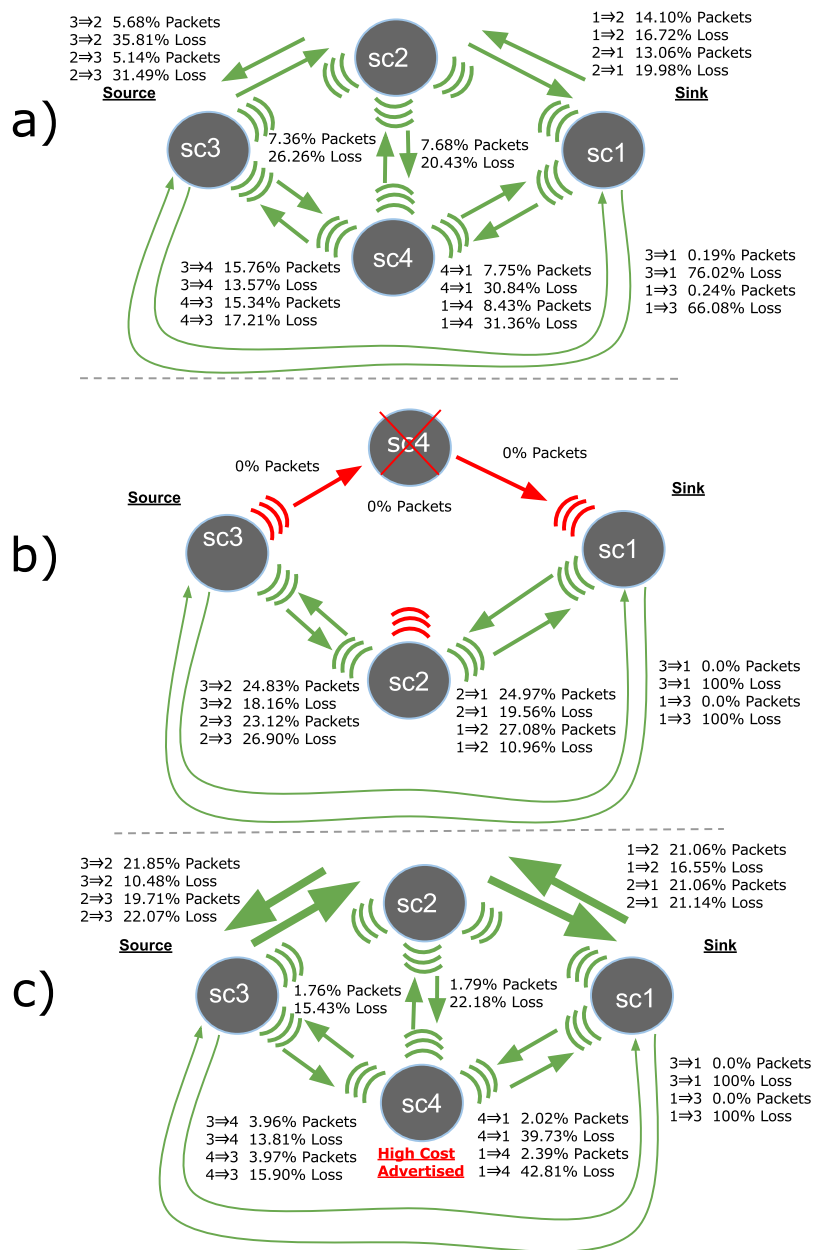 3⇒2 5.68% Packets
3⇒2 35.81% Loss
2⇒3 5.14% Packets
2⇒3 31.49% Loss
1⇒2 14.10% Packets
1⇒2 16.72% Loss
2⇒1 13.06% Packets
2⇒1 19.98% Loss
Source
Sink
a)
sc2
sc3
sc1
7.36% Packets
26.26% Loss
7.68% Packets
20.43% Loss
sc4
3⇒4 15.76% Packets
3⇒4 13.57% Loss
4⇒3 15.34% Packets
4⇒3 17.21% Loss
4⇒1 7.75% Packets
4⇒1 30.84% Loss
1⇒4 8.43% Packets
1⇒4 31.36% Loss
3⇒1 0.19% Packets
3⇒1 76.02% Loss
1⇒3 0.24% Packets
1⇒3 66.08% Loss
sc4
0% Packets
0% Packets
0% Packets
Source
Sink
b)
sc3
sc1
sc2
3⇒2 24.83% Packets
3⇒2 18.16% Loss
2⇒3 23.12% Packets
2⇒3 26.90% Loss
2⇒1 24.97% Packets
2⇒1 19.56% Loss
1⇒2 27.08% Packets
1⇒2 10.96% Loss
3⇒1 0.0% Packets
3⇒1 100% Loss
1⇒3 0.0% Packets
1⇒3 100% Loss
3⇒2 21.85% Packets
3⇒2 10.48% Loss
2⇒3 19.71% Packets
2⇒3 22.07% Loss
1⇒2 21.06% Packets
1⇒2 16.55% Loss
2⇒1 21.06% Packets
2⇒1 21.14% Loss
Source
Sink
c)
sc2
sc3
sc1
1.76% Packets
15.43% Loss
1.79% Packets
22.18% Loss
sc4
High Cost
Advertised
3⇒4 3.96% Packets
3⇒4 13.81% Loss
4⇒3 3.97% Packets
4⇒3 15.90% Loss
4⇒1 2.02% Packets
4⇒1 39.73% Loss
1⇒4 2.39% Packets
1⇒4 42.81% Loss
3⇒1 0.0% Packets
3⇒1 100% Loss
1⇒3 0.0% Packets
1⇒3 100% Loss